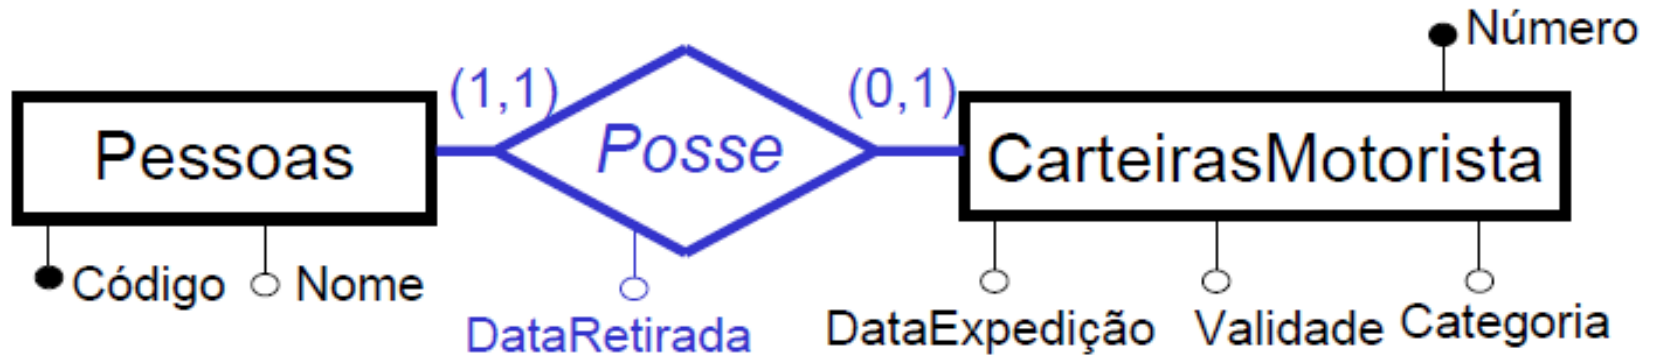 Número
(1,1)
(0,1)
Pessoas
Posse
CarteirasMotorista
Código
Nome
DataRetirada
DataExpedição
Validade
Categoria